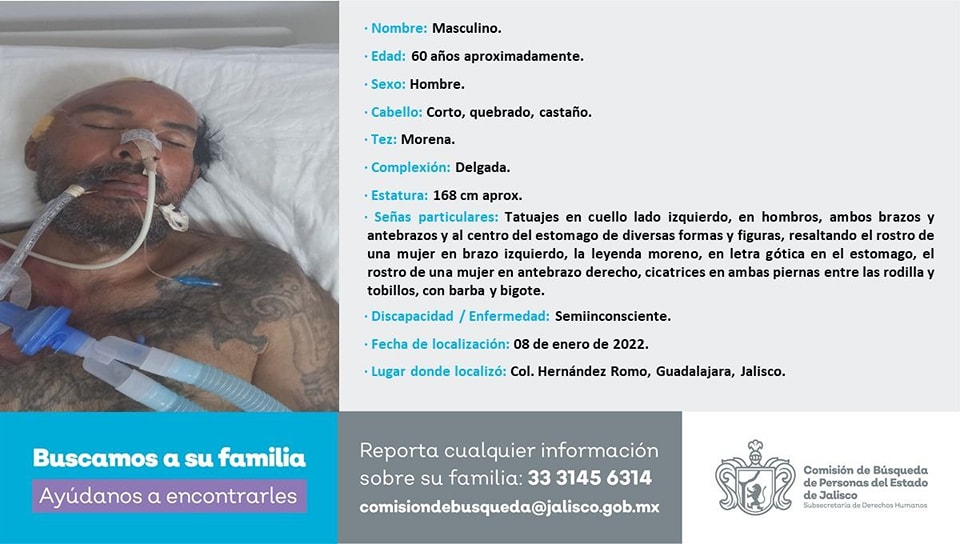 · Nombre: Masculino.
· Edad: 60 años aproximadamente.
· Sexo: Hombre.
· Cabello: Corto, quebrado, castaño.
· Tez: Morena.
· Complexión: Delgada.
· Estatura: 168 cm aprox.
· Señas particulares: Tatuajes en cuello lado izquierdo, en hombros, ambos brazos y
antebrazos y al centro del estomago de diversas formas y figuras, resaltando el rostro de
una mujer en brazo izquierdo, la leyenda moreno, en letra gótica en el estomago, el
rostro de una mujer en antebrazo derecho, cicatrices en ambas piernas entre las rodilla y
tobillos, con barba y bigote.
· Discapacidad / Enfermedad: Semiinconsciente.
· Fecha de localización: 08 de enero de 2022.
· Lugar donde localizó: Col. Hernández Romo, Guadalajara, Jalisco.
Buscamos a su familia
Ayúdanos a encontrarles
Reporta cualquier información
sobre su familia: 33 3145 6314
comisiondebusqueda@jalisco.gob.mx
Comisión de Búsqueda
de Personas del Estado
de Jalisco
Subsecretaría de Derechos Humanos